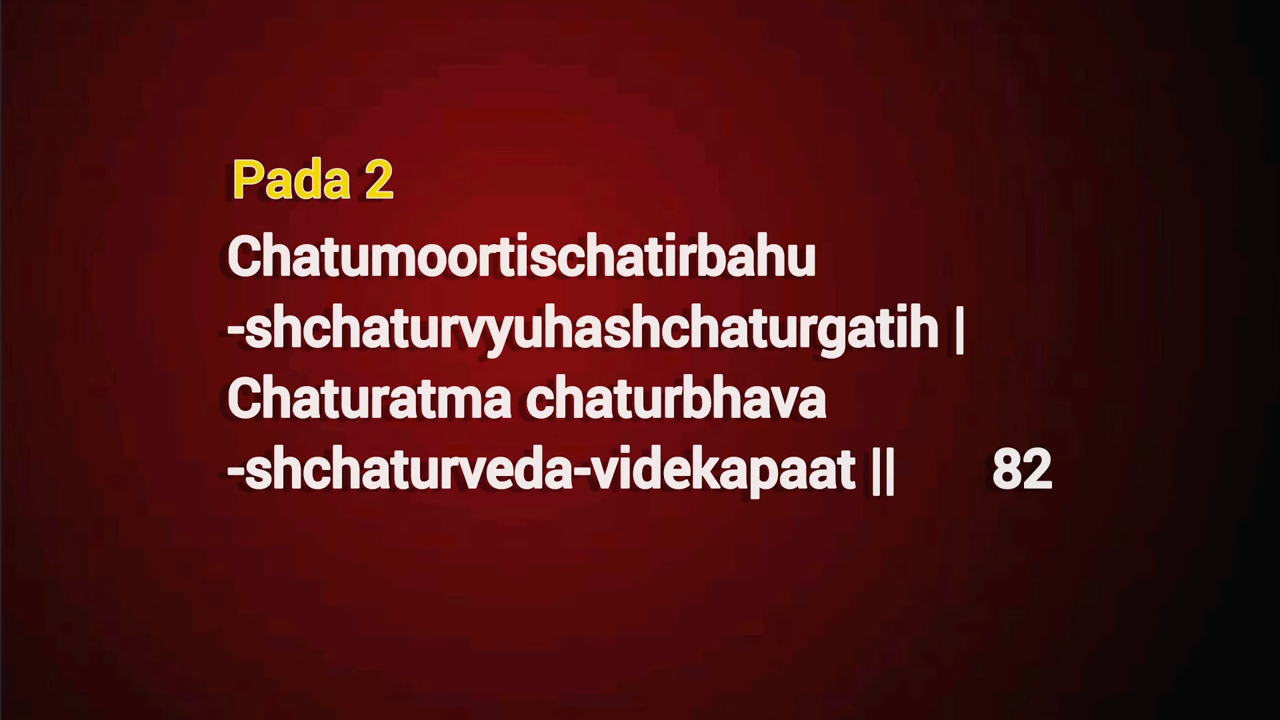 Pada 2
Chatumoortischatirbahu
-shchaturvyuhashchaturgatih |
Chaturatma chaturbhava
-shchaturveda-videkapaat || 82